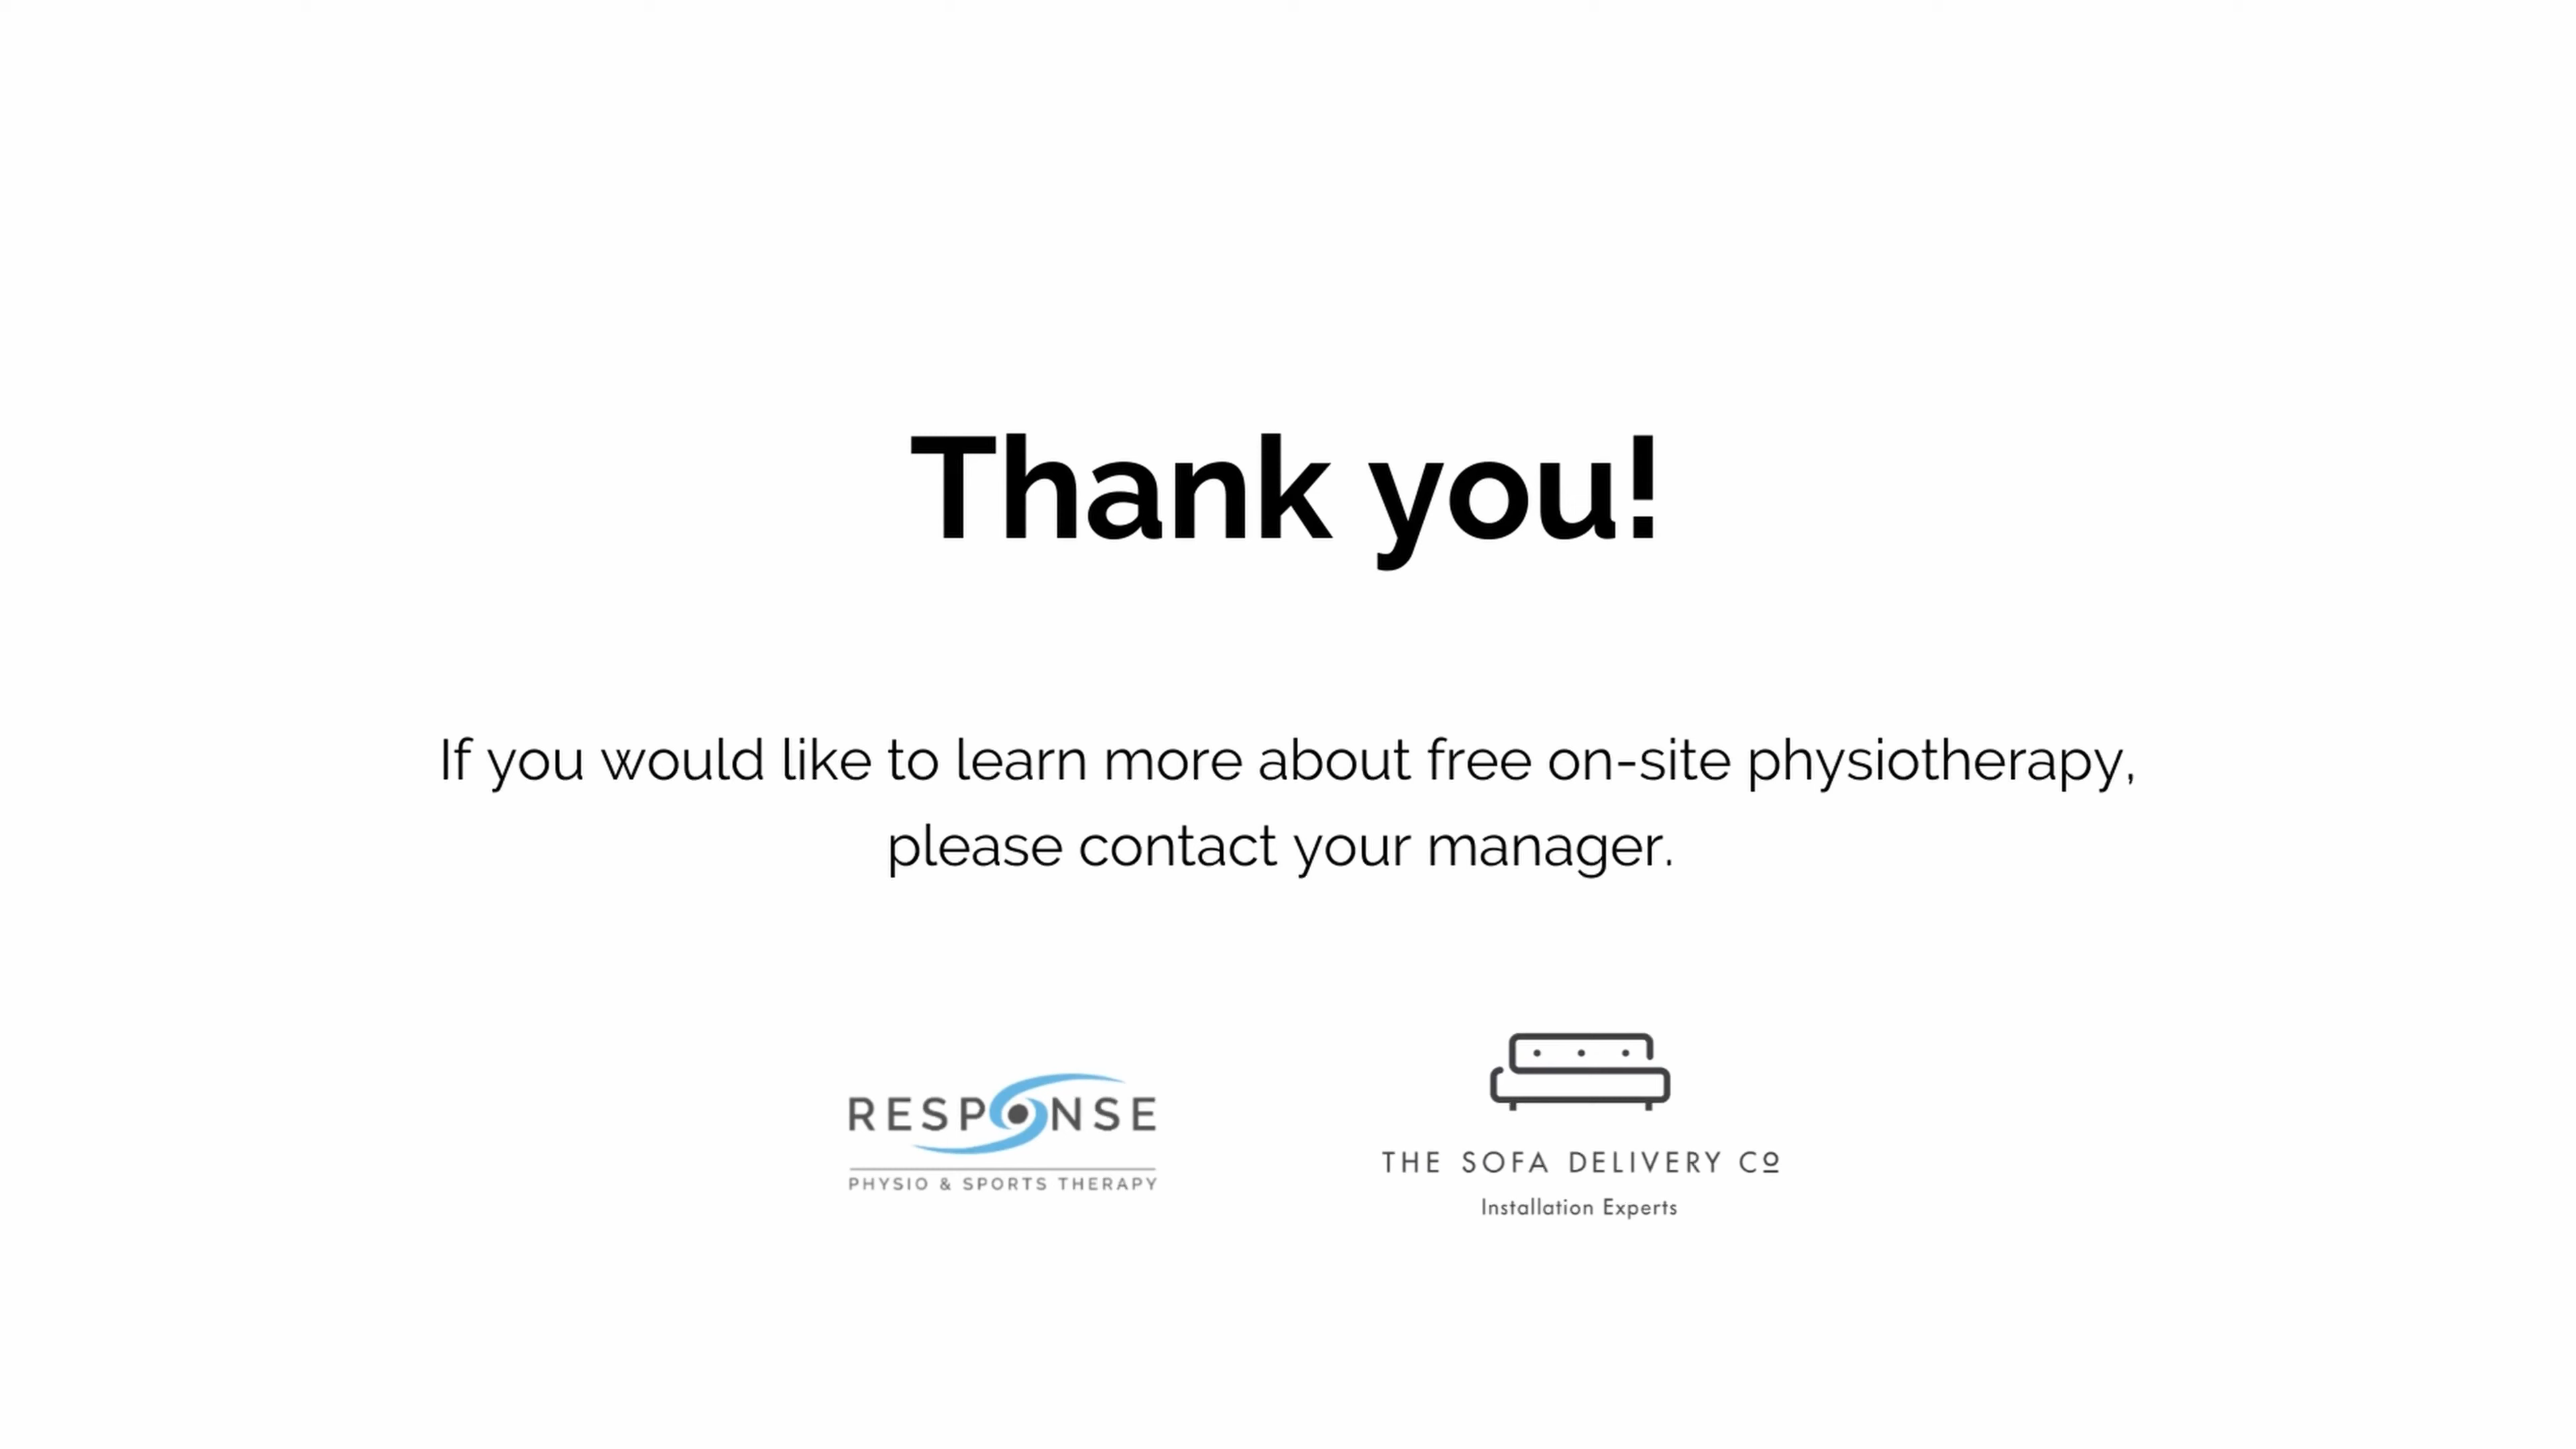 Thank you!
If you would like to learn more about free on-site physiotherapy,
please contact your manager.
RESPONSE
PHYSIO & SPORTS THERAPY
THE SOFA DELIVERY Cº
Installation Experts